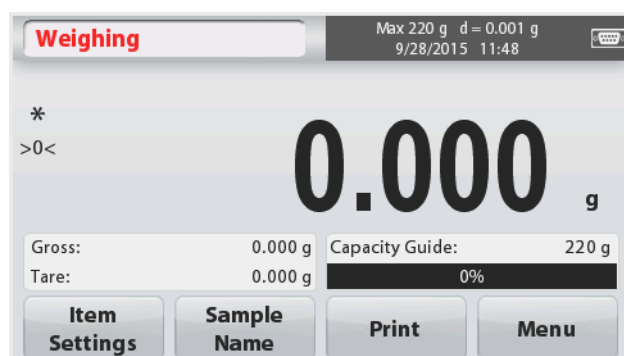 Weighing
Max 220 g d = 0.001 g
9/28/2015 11:48
*
>0<
0.000 g
Gross: 0.000 g
Tare: 0.000 g
Capacity Guide: 220 g
0%
Item
Settings
Sample
Name
Print
Menu